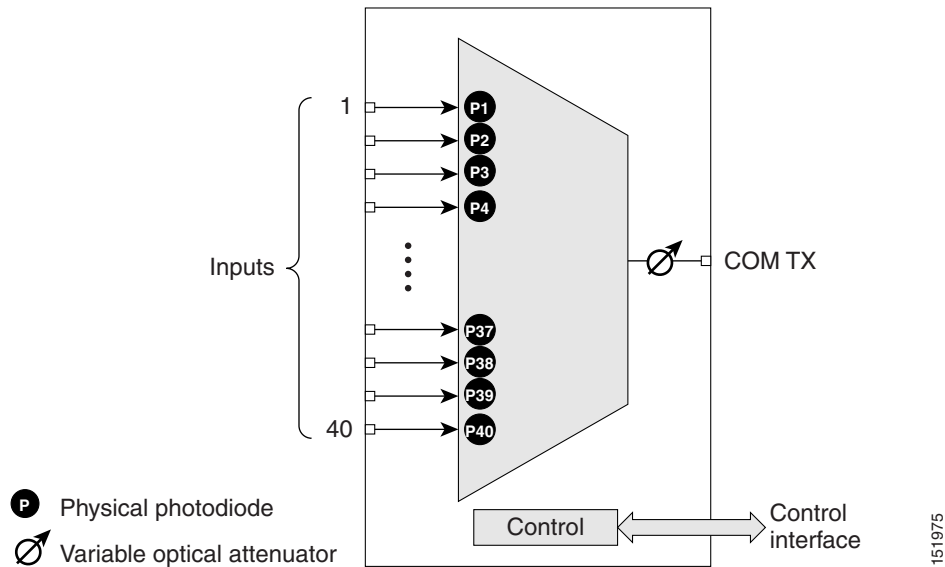 1
P1
P2
P3
P4
Inputs
COM TX
P37
P38
P39
40
P40
P Physical photodiode
Variable optical attenuator
Control
Control
interface
151975